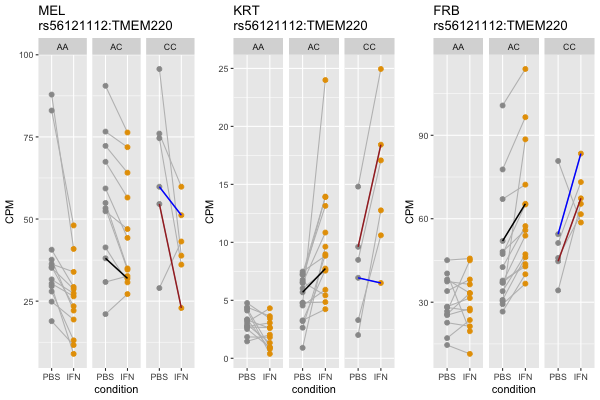 MEL
rs56121112:TMEM220
AA AC CC
100
75
50
25
CPM
PBS IFN PBS IFN PBS IFN
condition
KRT
rs56121112:TMEM220
AA AC CC
25
20
15
10
5
0
CPM
PBS IFN PBS IFN PBS IFN
condition
FRB
rs56121112:TMEM220
AA AC CC
90
60
30
CPM
PBS IFN PBS IFN PBS IFN
condition